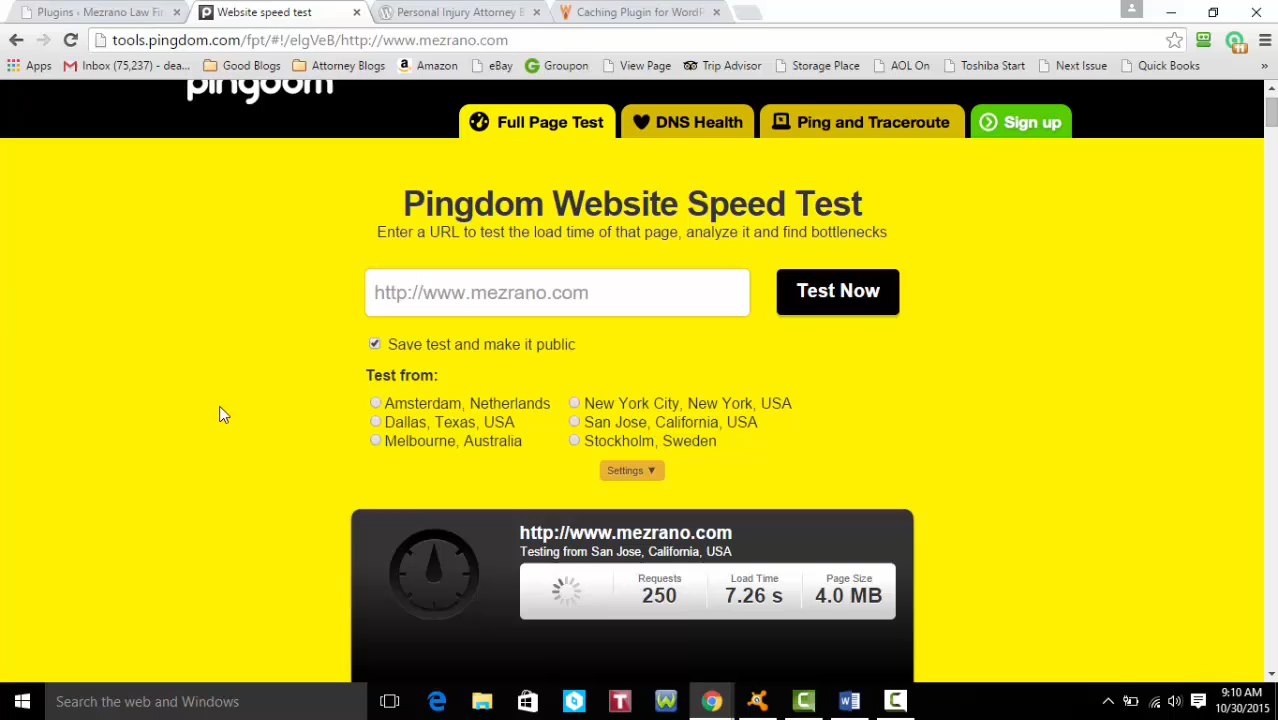 Plugins ‹ Mezrano Law Fi
Website speed test
Personal Injury Attorney B
Caching Plugin for WordP
tools.pingdom.com/fpt/#!/elgVeB/http://www.mezrano.com
Apps
Inbox (75,237) - dea...
Good Blogs
Attorney Blogs
Amazon
eBay
Groupon
View Page
Trip Advisor
Storage Place
AOL On
Toshiba Start
Next Issue
Quick Books
»
11
pingdom
Full Page Test
DNS Health
Ping and Traceroute
Sign up
Pingdom Website Speed Test
Enter a URL to test the load time of that page, analyze it and find bottlenecks
http://www.mezrano.com
Test Now
Save test and make it public
Test from:
Amsterdam, Netherlands
New York City, New York, USA
Dallas, Texas, USA
San Jose, California, USA
Melbourne, Australia
Stockholm, Sweden
Settings ▼
http://www.mezrano.com
Testing from San Jose, California, USA
Requests
Load Time
Page Size
250
7.26 s
4.0 MB
Search the web and Windows
9:10 AM
10/30/2015